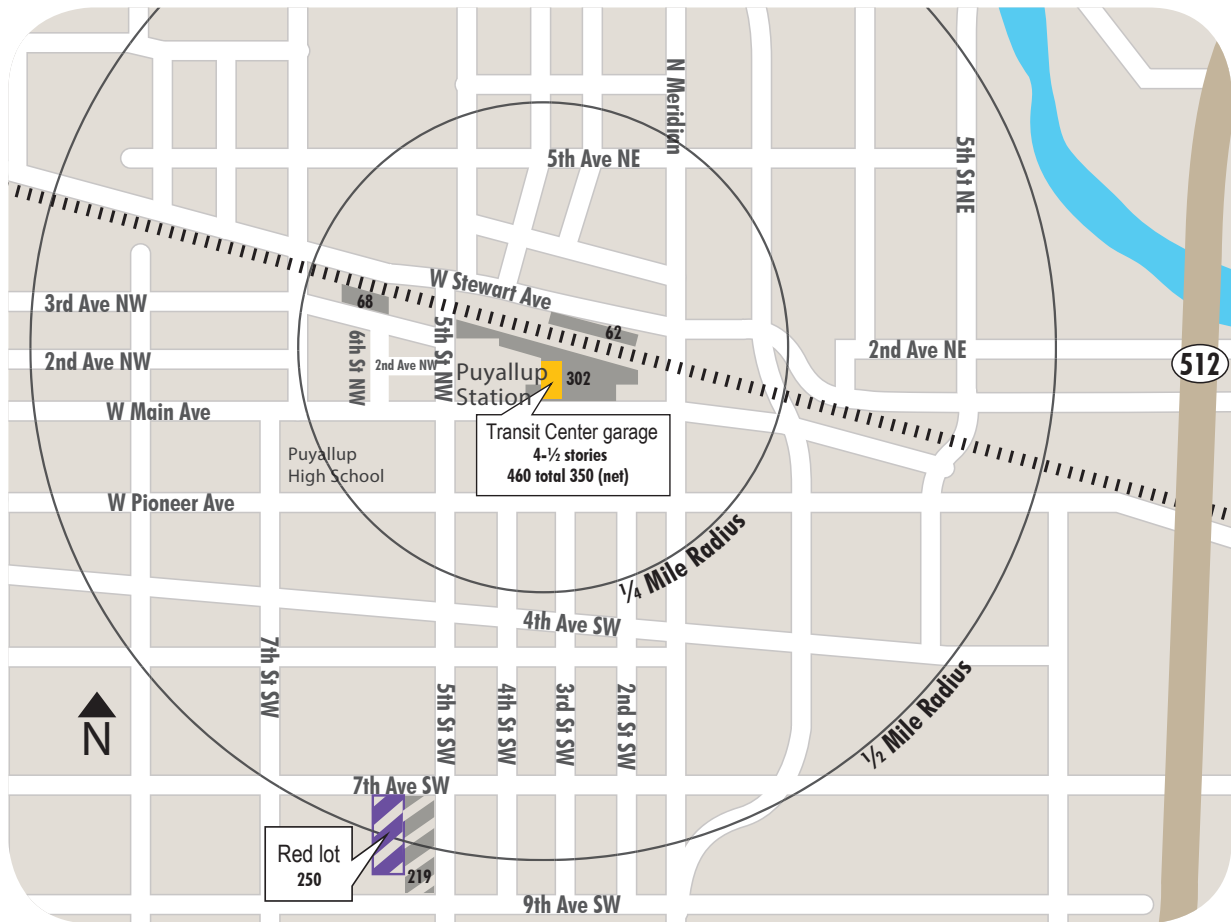 N Meridian
5th Ave NE
5th St NE
W Stewart Ave
3rd Ave NW
68
62
6th St NW
5th St NW
2nd Ave NW
2nd Ave NW
2nd Ave NE
512
Puyallup
Station
302
W Main Ave
Transit Center garage
4-½ stories
460 total 350 (net)
Puyallup
High School
W Pioneer Ave
¼ Mile Radius
4th Ave SW
7th St SW
5th St SW
4th St SW
3rd St SW
2nd St SW
½ Mile Radius
N
7th Ave SW
Red lot
250
219
9th Ave SW